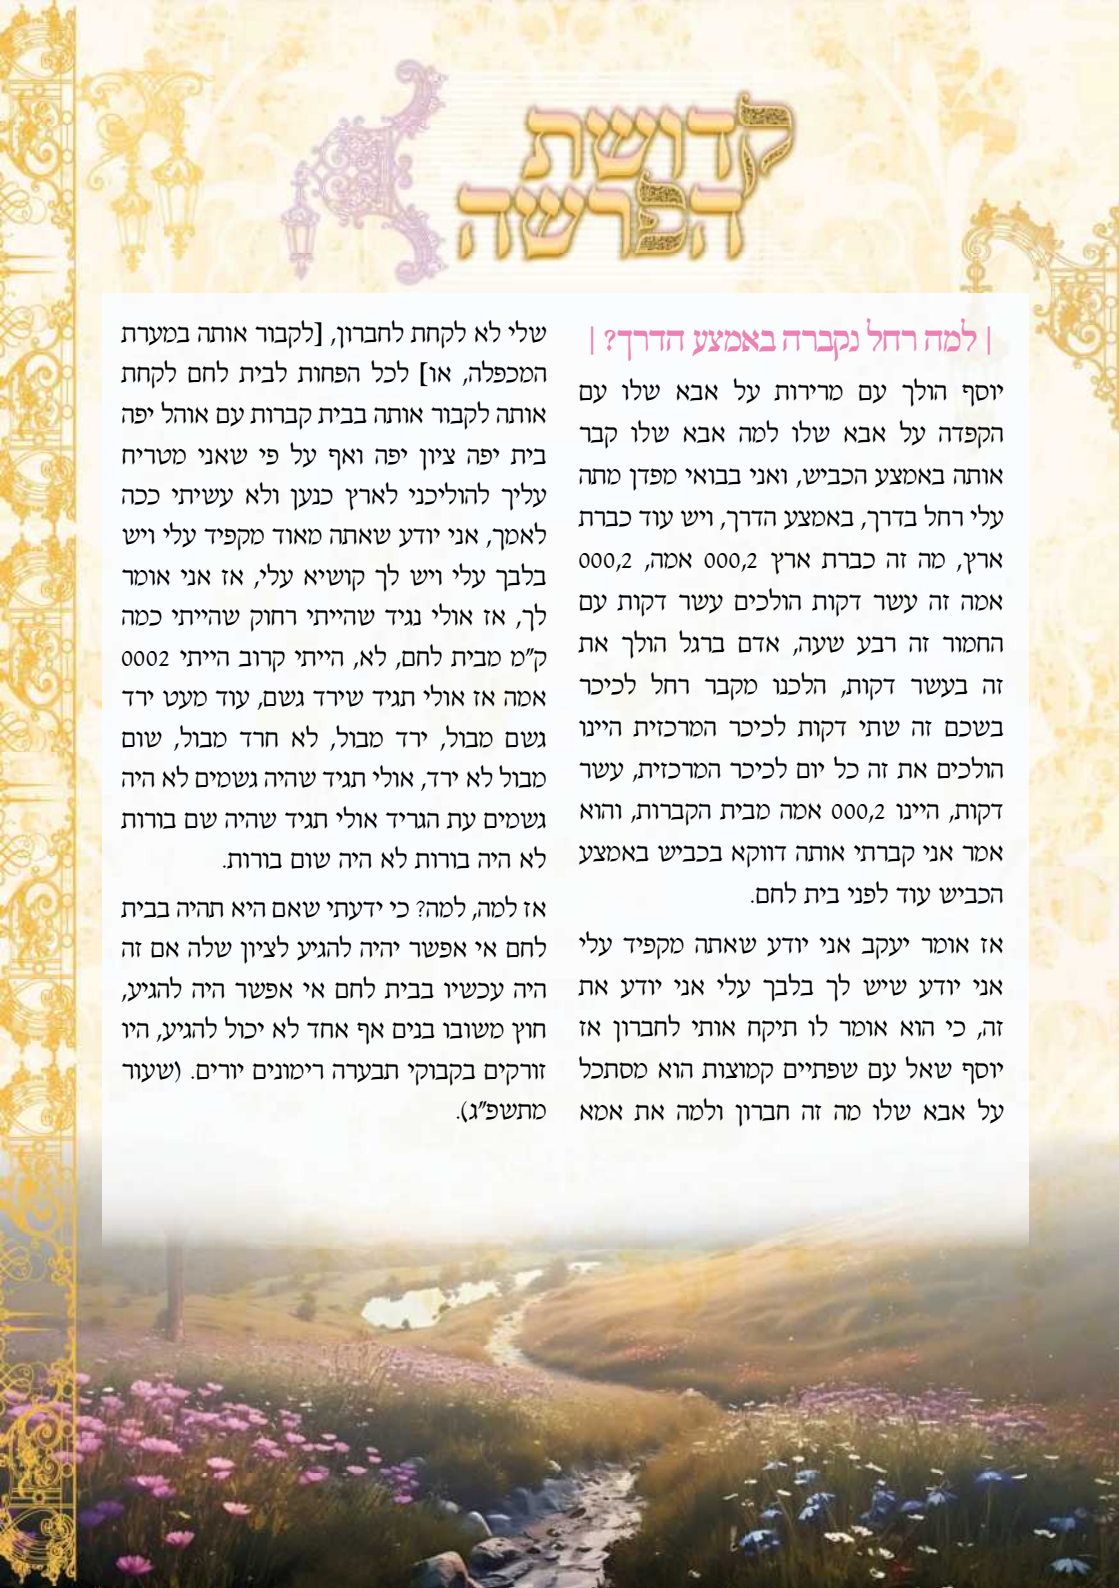 קדושת
הפרשה
| למה רחל נקברה באמצע הדרך? |
יוסף הולך עם מרירות על אבא שלו עם
הקפדה על אבא שלו למה אבא שלו קבר
אותה באמצע הכביש, ואני בבואי מפדן מתה
עלי רחל בדרך, באמצע הדרך, ויש עוד כברת
ארץ, מה זה כברת ארץ 000,2 אמה, 000,2
אמה זה עשר דקות הולכים עשר דקות עם
החמור זה רבע שעה, אדם ברגל הולך את
זה בעשר דקות, הלכנו מקבר רחל לכיכר
בשכם זה שתי דקות לכיכר המרכזית היינו
הולכים את זה כל יום לכיכר המרכזית, עשר
דקות, היינו 000,2 אמה מבית הקברות, והוא
אמר אני קברתי אותה דווקא בכביש באמצע
הכביש עוד לפני בית לחם.
אז אומר יעקב אני יודע שאתה מקפיד עלי
אני יודע שיש לך בלבך עלי אני יודע את
זה, כי הוא אומר לו תיקח אותי לחברון אז
יוסף שאל עם שפתיים קמוצות הוא מסתכל
על אבא שלו מה זה חברון ולמה את אמא
שלי לא לקחת לחברון, [לקבור אותה במערת
המכפלה, או] לכל הפחות לבית לחם לקחת
אותה לקבור אותה בבית קברות עם אוהל יפה
בית יפה ציון יפה ואף על פי שאני מטריח
עליך להוליכני לארץ כנען ולא עשיתי ככה
לאמך, אני יודע שאתה מאוד מקפיד עלי ויש
בלבך עלי ויש לך קושיא עלי, אז אני אומר
לך, אז אולי נגיד שהייתי רחוק שהייתי כמה
ק"מ מבית לחם, לא, הייתי קרוב הייתי 0002
אמה אז אולי תגיד שירד גשם, עוד מעט ירד
גשם מבול, ירד מבול, לא חרד מבול, שום
מבול לא ירד, אולי תגיד שהיה גשמים לא היה
גשמים עת הגריד אולי תגיד שהיה שם בורות
לא היה בורות לא היה שום בורות.
אז למה, למה? כי ידעתי שאם היא תהיה בבית
לחם אי אפשר יהיה להגיע לציון שלה אם זה
היה עכשיו בבית לחם אי אפשר היה להגיע,
חוץ משובו בנים אף אחד לא יכול להגיע, היו
זורקים בקבוקי תבערה רימונים יורים. (שעור
מתשפ"ג).